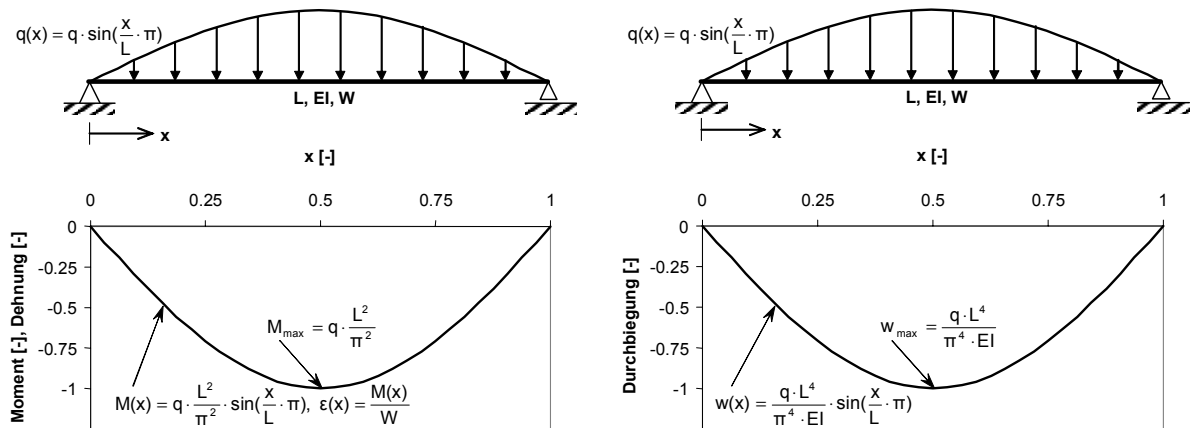 q(x) = q · sin(x/L · π)
L, EI, W
x
x [-]
0 0.25 0.5 0.75 1
Moment [-], Dehnung [-]
0
-0.25
-0.5
-0.75
-1
M_max = q · L²/π²
M(x) = q · L²/π² · sin(x/L · π), ε(x) = M(x)/W
q(x) = q · sin(x/L · π)
L, EI, W
x
x [-]
0 0.25 0.5 0.75 1
Durchbiegung [-]
0
-0.25
-0.5
-0.75
-1
w_max = q · L⁴/π⁴ · EI
w(x) = q · L⁴/π⁴ · EI · sin(x/L · π)